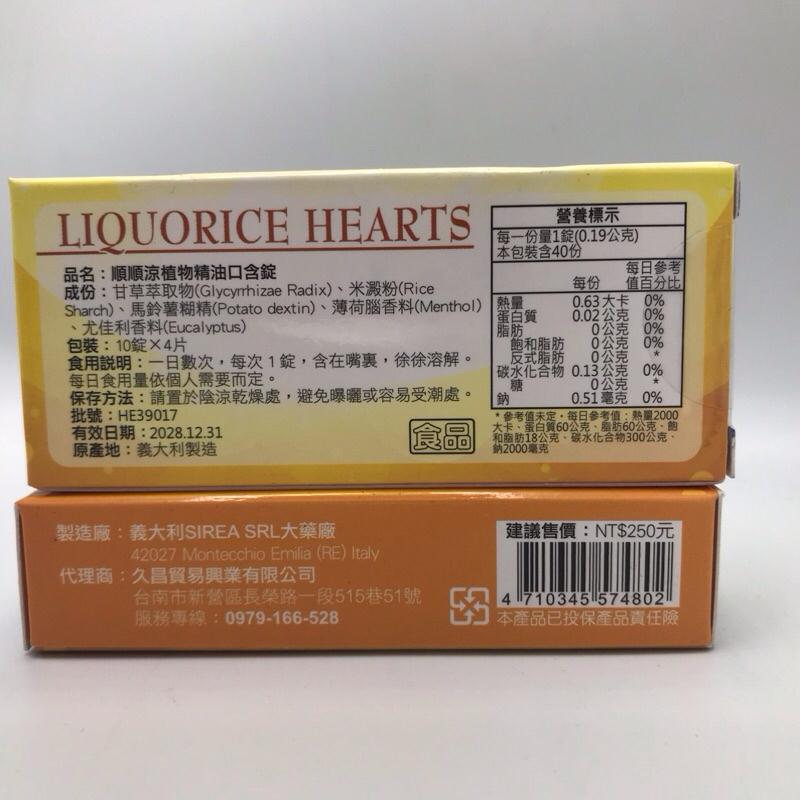 LIQUORICE HEARTS
品名：順順涼植物精油口含錠
成份：甘草萃取物(Glycyrrhizae Radix)、米澱粉(Rice
Sharch)、馬鈴薯糊精(Potato dextin)、薄荷腦香料(Menthol)
、尤佳利香料(Eucalyptus)
包裝：10錠×4片
食用說明：一日數次，每次1錠，含在嘴裏，徐徐溶解。
每日食用量依個人需要而定。
保存方法：請置於陰涼乾燥處，避免曝曬或容易受潮處。
批號：HE39017
有效日期：2028.12.31
原產地：義大利製造
食品
營養標示
每一份量1錠(0.19公克)
本包裝含40份
每份 每日參考值百分比
熱量 0.63 大卡 0%
蛋白質 0.02 公克 0%
脂肪 0 公克 0%
飽和脂肪 0 公克 0%
反式脂肪 0 公克 *
碳水化合物 0.13 公克 0%
糖 0 公克 *
鈉 0.51 毫克 0%
*參考值未定・每日參考值：熱量2000
大卡、蛋白質60公克、脂肪60公克、飽
和脂肪18公克、碳水化合物300公克、
鈉2000毫克
製造廠：義大利SIREA SRL大藥廠
42027 Montecchio Emilia (RE) Italy
代理商：久昌貿易興業有限公司
台南市新營區長榮路一段515巷51號
服務專線：0979-166-528
建議售價：NT$250元
4 710345 574802
本產品已投保產品責任險